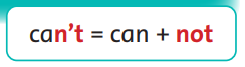 can’t = can + not